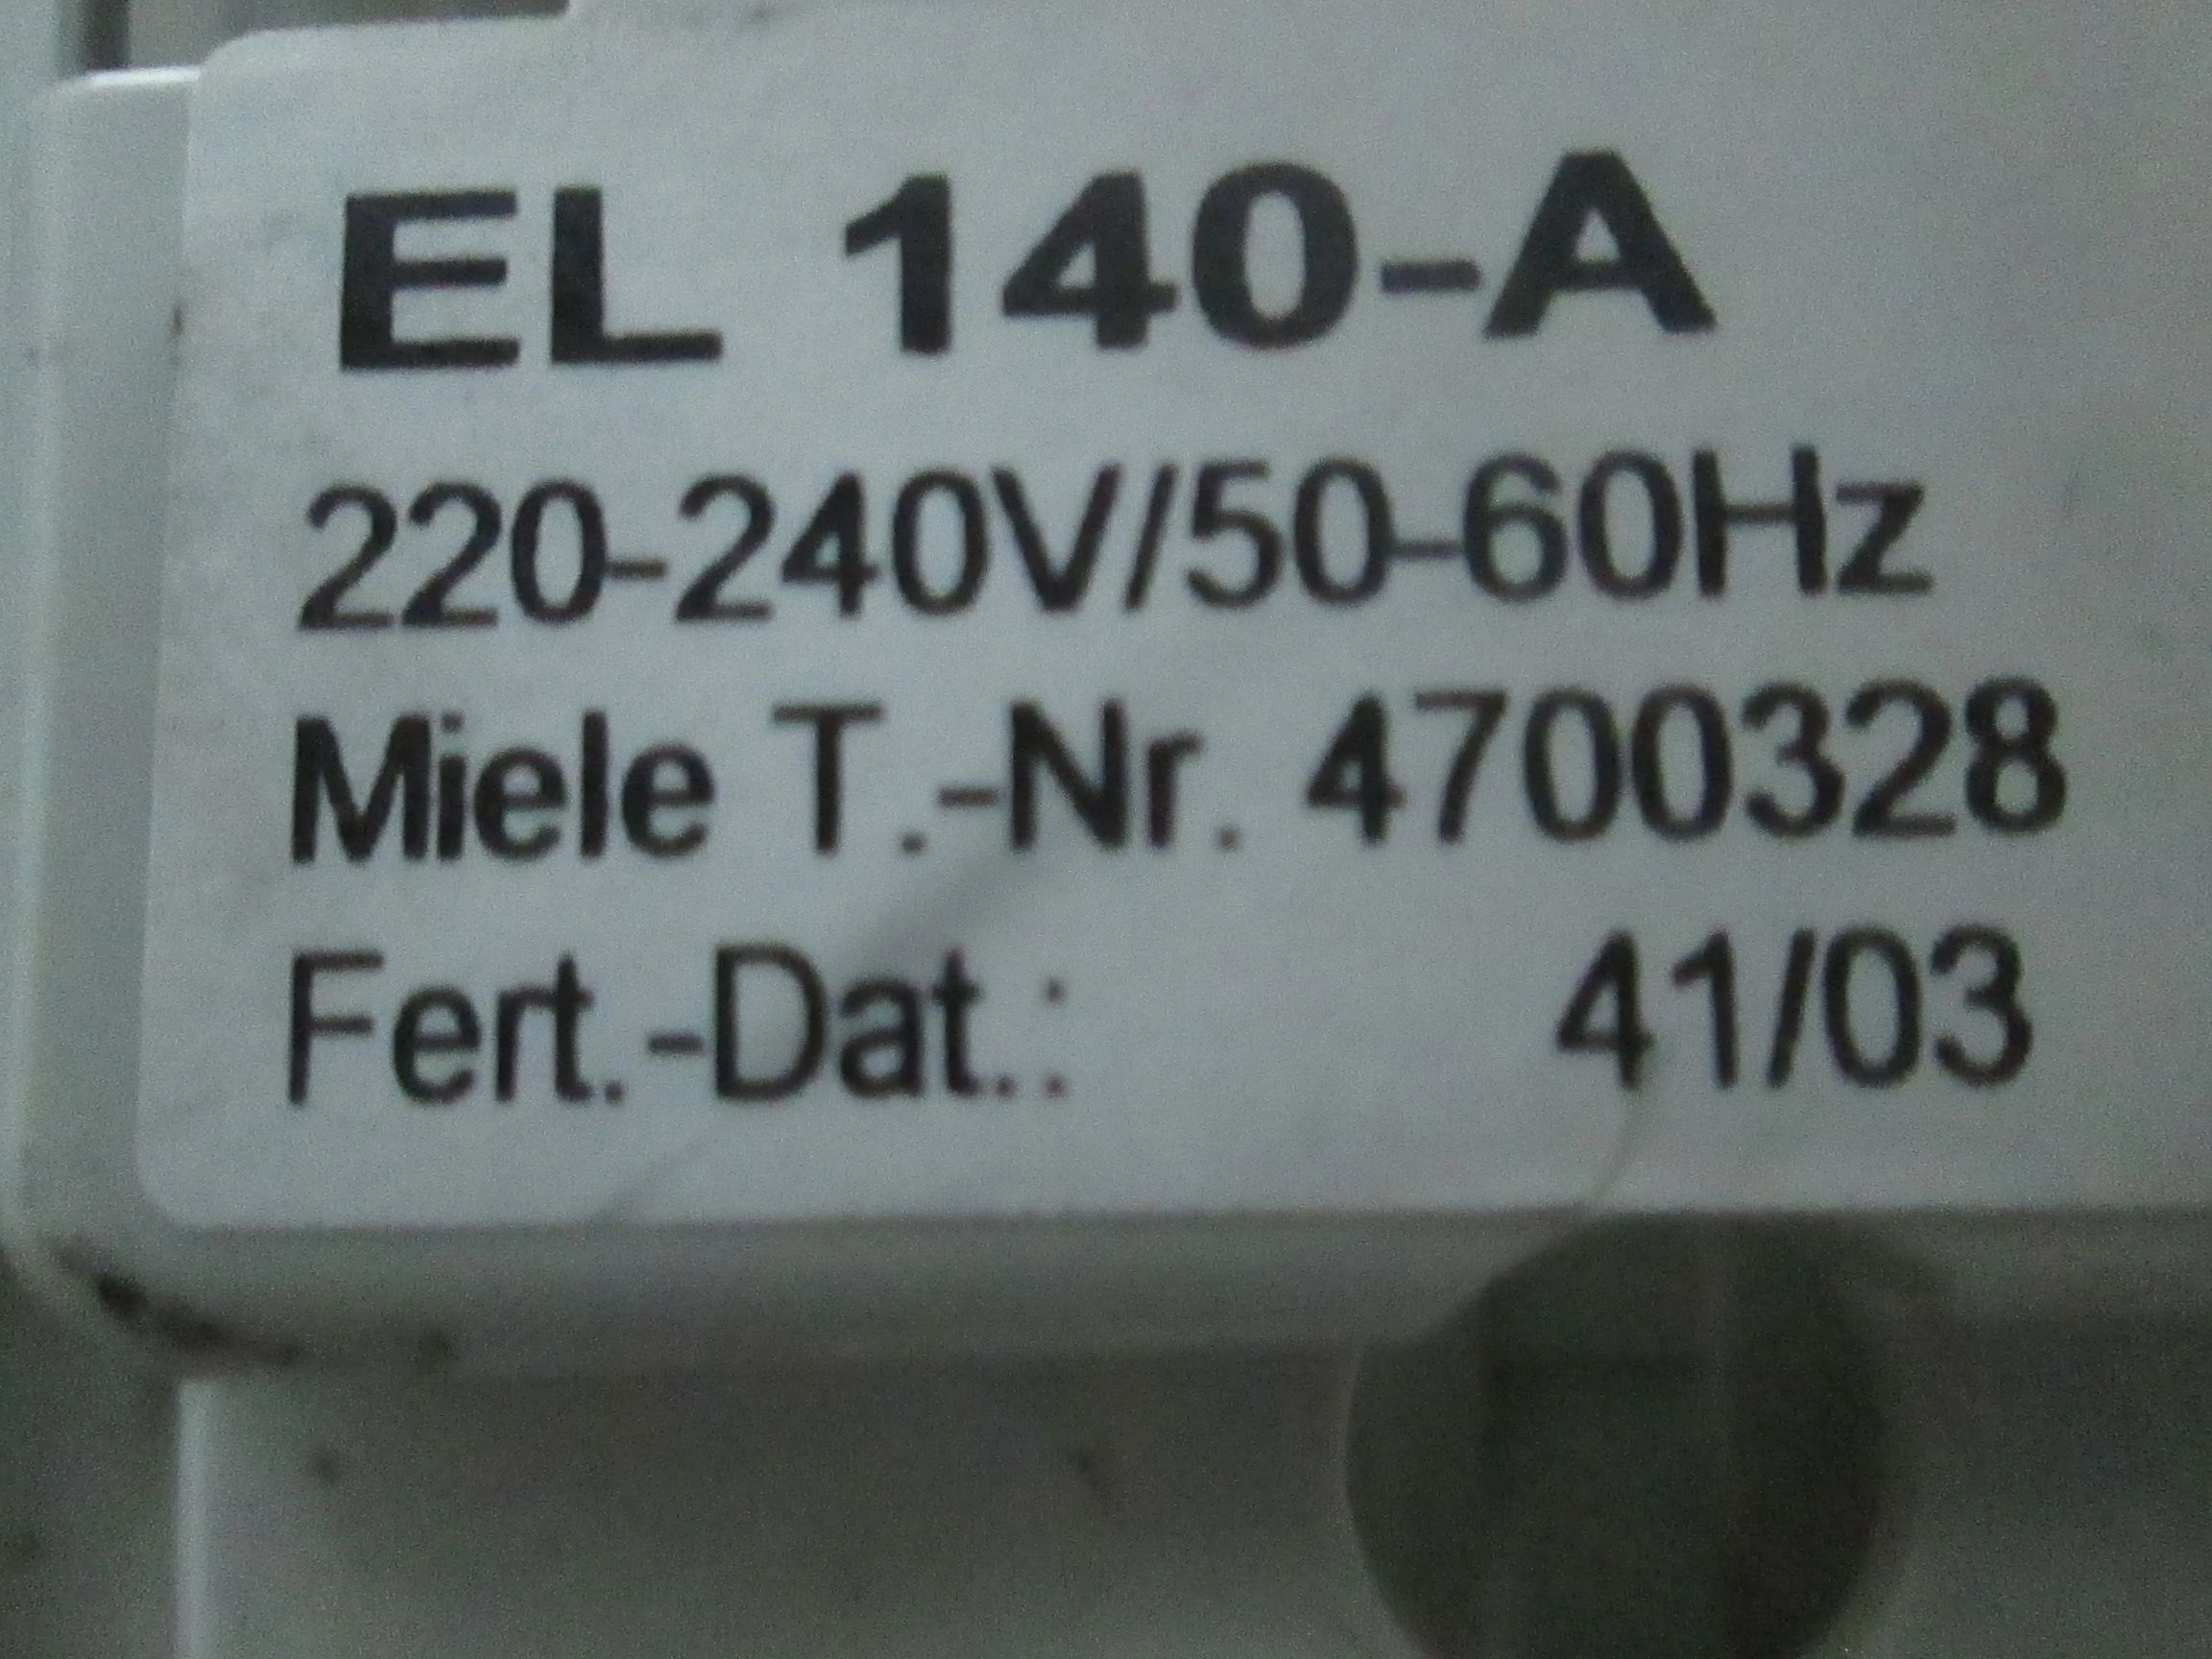 EL 140-A
220-240V/50-60Hz
Miele T.-Nr. 4700328
Fert.-Dat.: 41/03